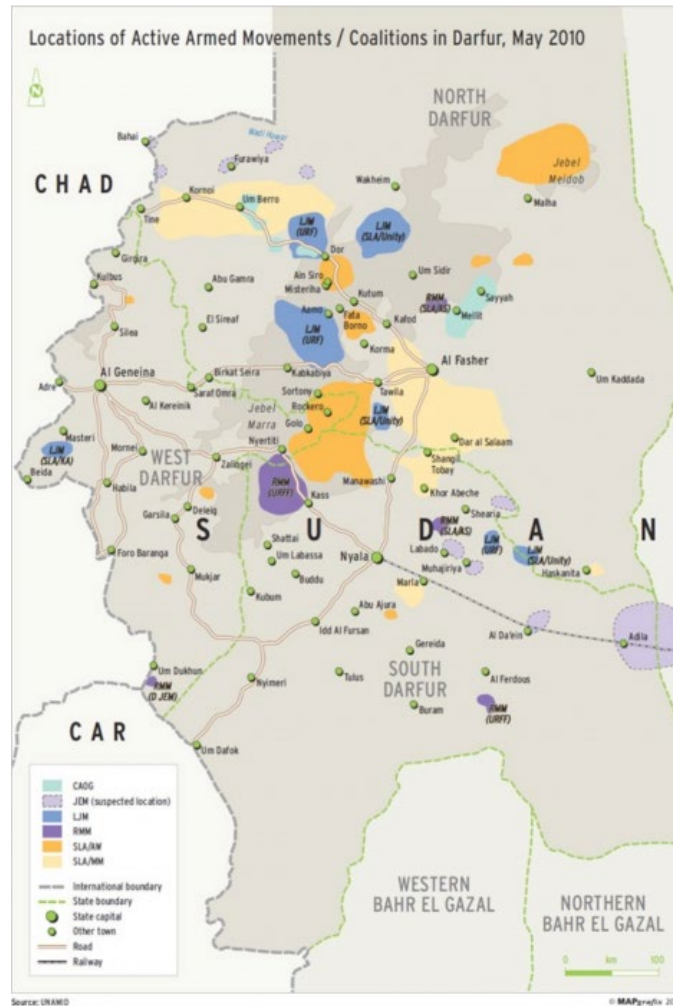 Locations of Active Armed Movements / Coalitions in Darfur, May 2010
N
NORTH
DARFUR
Bahai
Wadi Howar
Furawiya
CHAD
Wakheim
Jebel
Meidob
Malha
Kornoi
Um Berro
Tine
LJM
(URF)
LJM
(SLA/Unity)
Dor
Girgira
Kulbus
Abu Gamra
Ain Siro
Misteriha
Um Sidir
Kutum
RMM
(SLA/AS)
Sayyah
Mellit
Silea
El Sireaf
Aamo
Fata
Borno
Kafod
LJM
(URF)
Korma
Al Fasher
Al Geneina
Birkat Seira
Kabkabiya
Um Kaddada
Adre
Saraf Omra
Sortony
Tawila
Al Kereinik
Rockero
Jebel
Marra
Golo
LJM
(SLA/Unity)
Masteri
LJM
(SLA/KA)
Mornei
Nyertiti
Dar al Salaam
Beida
WEST
DARFUR
Zalingei
Shangil
Tobay
RMM
(URFF)
Manawashi
Khor Abeche
Habila
Kass
Garsila
Deleig
Shearia
SUDAN
RMM
(SLA/AS)
Foro Baranga
Shattai
Um Labassa
Nyala
Labado
Muhajiriya
LJM
(URF)
LJM
(SLA/Unity)
Haskanita
Mukjar
Buddu
Kubum
Marla
Abu Ajura
Idd Al Fursan
Al Da'ein
Adila
Gereida
Um Dukhun
RMM
(D JEM)
Nyimeri
Tulus
SOUTH
DARFUR
Al Ferdous
Buram
RMM
(URFF)
CAR
Um Dafok
CAOG
JEM (suspected location)
LJM
RMM
SLA/AW
SLA/MM
International boundary
State boundary
State capital
Other town
Road
Railway
WESTERN
BAHR EL GAZAL
NORTHERN
BAHR EL GAZAL
0 km 100
Source: UNAMID
© MAPgrafix 20